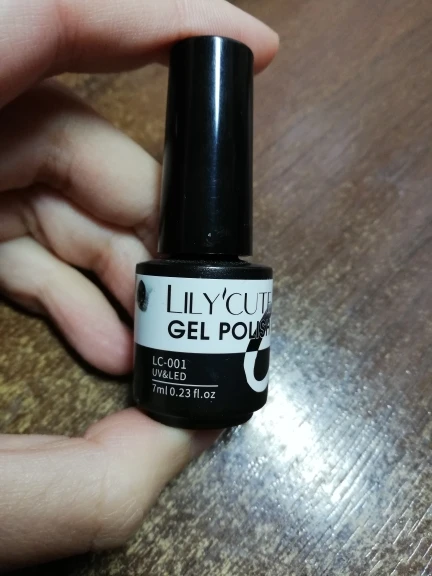 LILY'CUTE
GEL POLISH
LC-001
UV&LED
7ml 0.23 fl.oz